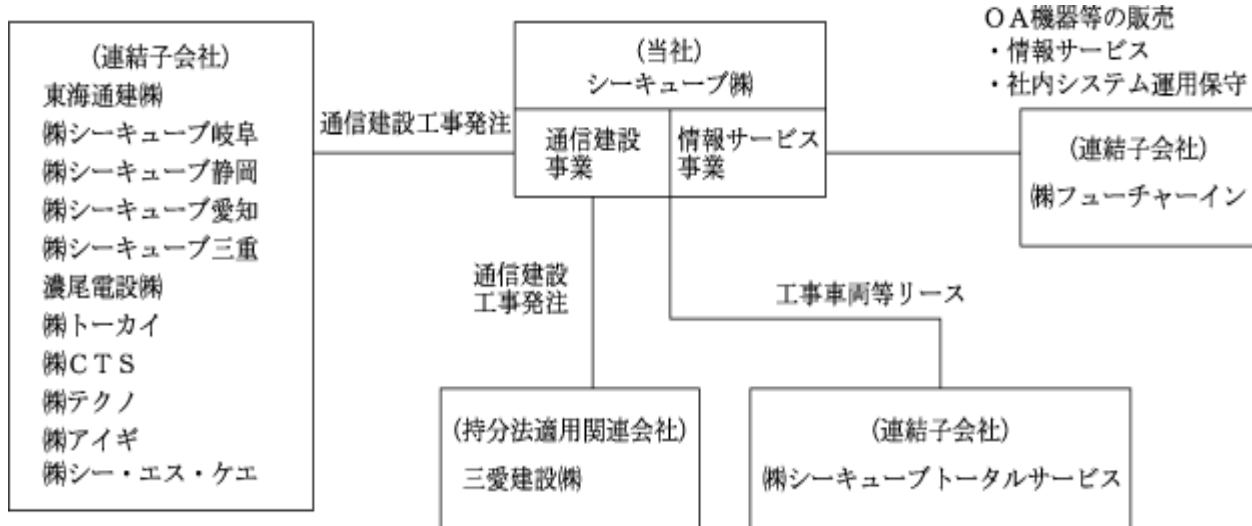 (連結子会社)
東海通建㈱
㈱シーキューブ岐阜
㈱シーキューブ静岡
㈱シーキューブ愛知
㈱シーキューブ三重
濃尾電設㈱
㈱トーカイ
㈱ＣＴＳ
㈱テクノ
㈱アイギ
㈱シー・エス・ケエ
通信建設工事発注
(当社)
シーキューブ㈱
通信建設
事業
情報サービス
事業
ＯＡ機器等の販売
・情報サービス
・社内システム運用保守
(連結子会社)
㈱フューチャーイン
通信建設
工事発注
工事車両等リース
(持分法適用関連会社)
三愛建設㈱
(連結子会社)
㈱シーキューブトータルサービス